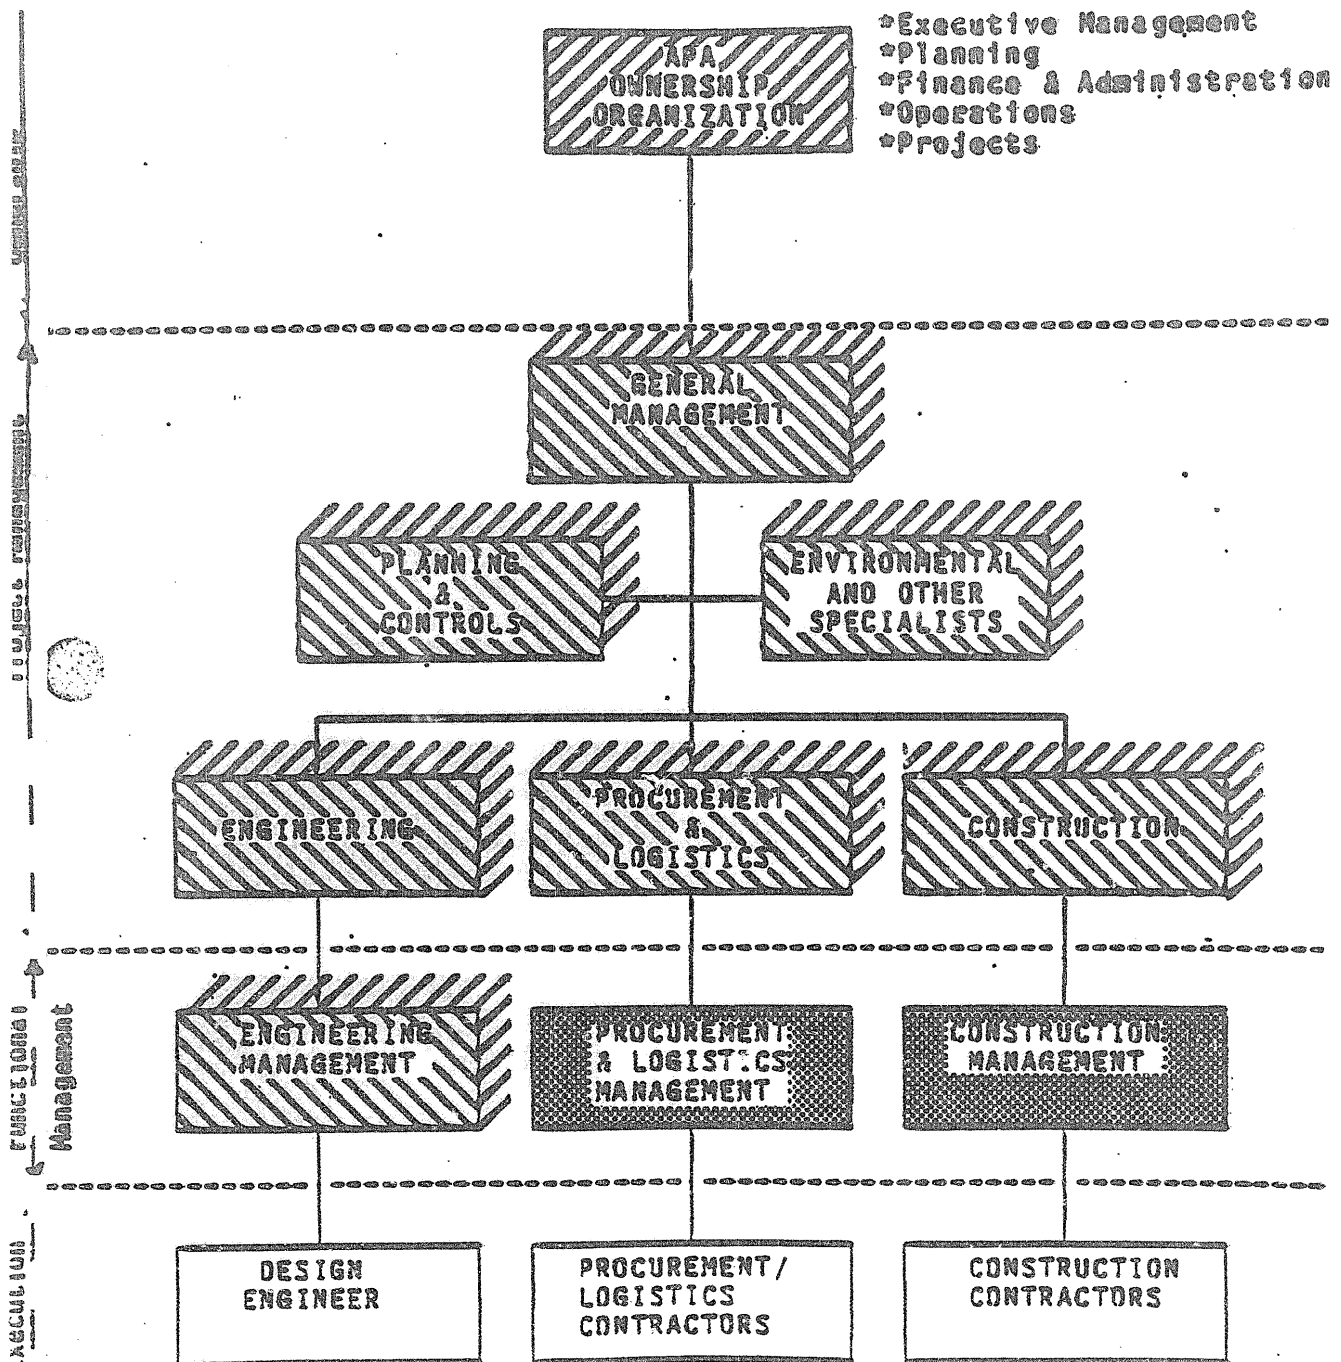 APA
OWNERSHIP
ORGANIZATION
*Executive Management
*Planning
*Finance & Administration
*Operations
*Projects
GENERAL
MANAGEMENT
PLANNING
&
CONTROLS
ENVIRONMENTAL
AND OTHER
SPECIALISTS
ENGINEERING
PROCUREMENT
&
LOGISTICS
CONSTRUCTION
Functional
Management
ENGINEERING
MANAGEMENT
PROCUREMENT
& LOGISTICS
MANAGEMENT
CONSTRUCTION
MANAGEMENT
DESIGN
ENGINEER
PROCUREMENT/
LOGISTICS
CONTRACTORS
CONSTRUCTION
CONTRACTORS